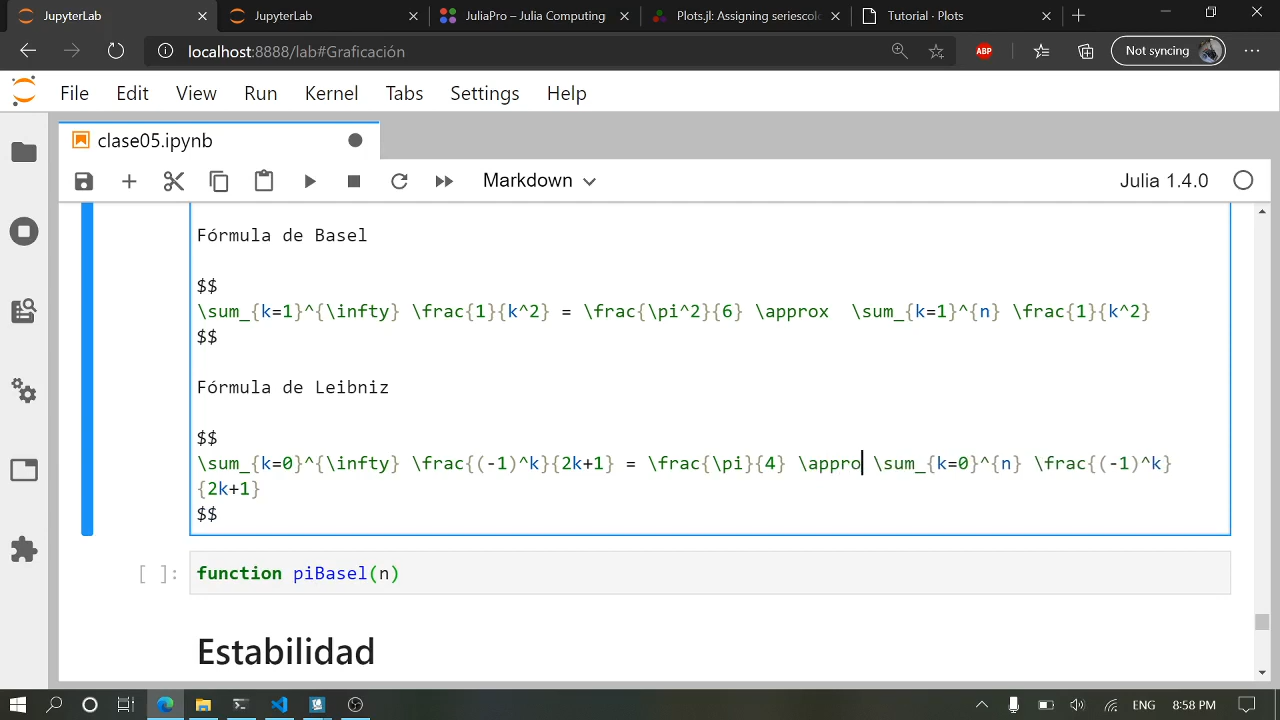 JupyterLab
JupyterLab
JuliaPro – Julia Computing
Plots.jl: Assigning seriescolo
Tutorial · Plots
localhost:8888/lab#Graficación
ABP
Not syncing
File Edit View Run Kernel Tabs Settings Help
clase05.ipynb
Markdown
Julia 1.4.0
Fórmula de Basel
$$
\sum_{k=1}^{\infty} \frac{1}{k^2} = \frac{\pi^2}{6} \approx  \sum_{k=1}^{n} \frac{1}{k^2}
$$
Fórmula de Leibniz
$$
\sum_{k=0}^{\infty} \frac{(-1)^k}{2k+1} = \frac{\pi}{4} \appro \sum_{k=0}^{n} \frac{(-1)^k}
{2k+1}
$$
[ ]: function piBasel(n)
Estabilidad
ENG 8:58 PM